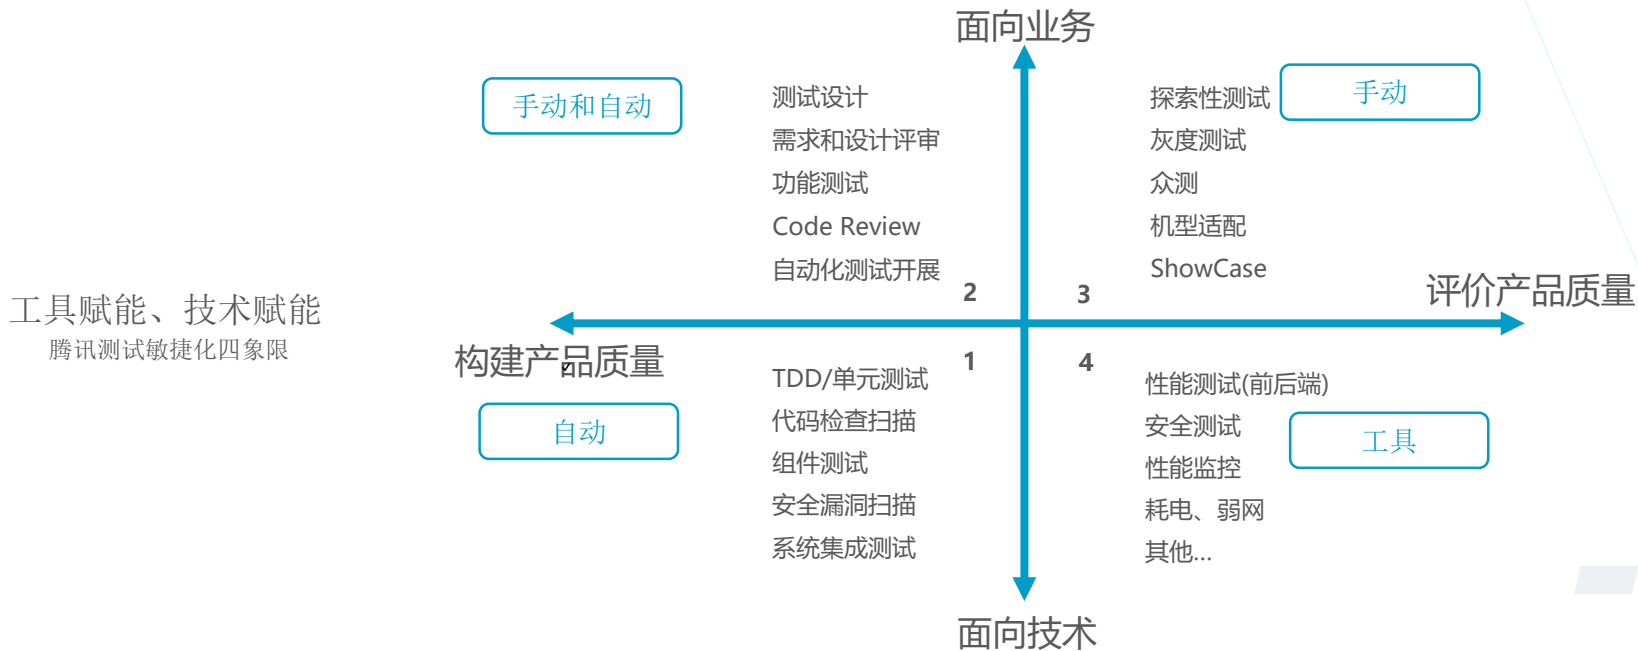 面向业务
手动和自动
测试设计
需求和设计评审
功能测试
Code Review
自动化测试开展
2
探索性测试
灰度测试
众测
机型适配
ShowCase
3
手动
评价产品质量
工具赋能、技术赋能
腾讯测试敏捷化四象限
构建产品质量
自动
1
TDD/单元测试
代码检查扫描
组件测试
安全漏洞扫描
系统集成测试
4
性能测试(前后端)
安全测试
性能监控
耗电、弱网
其他...
工具
面向技术